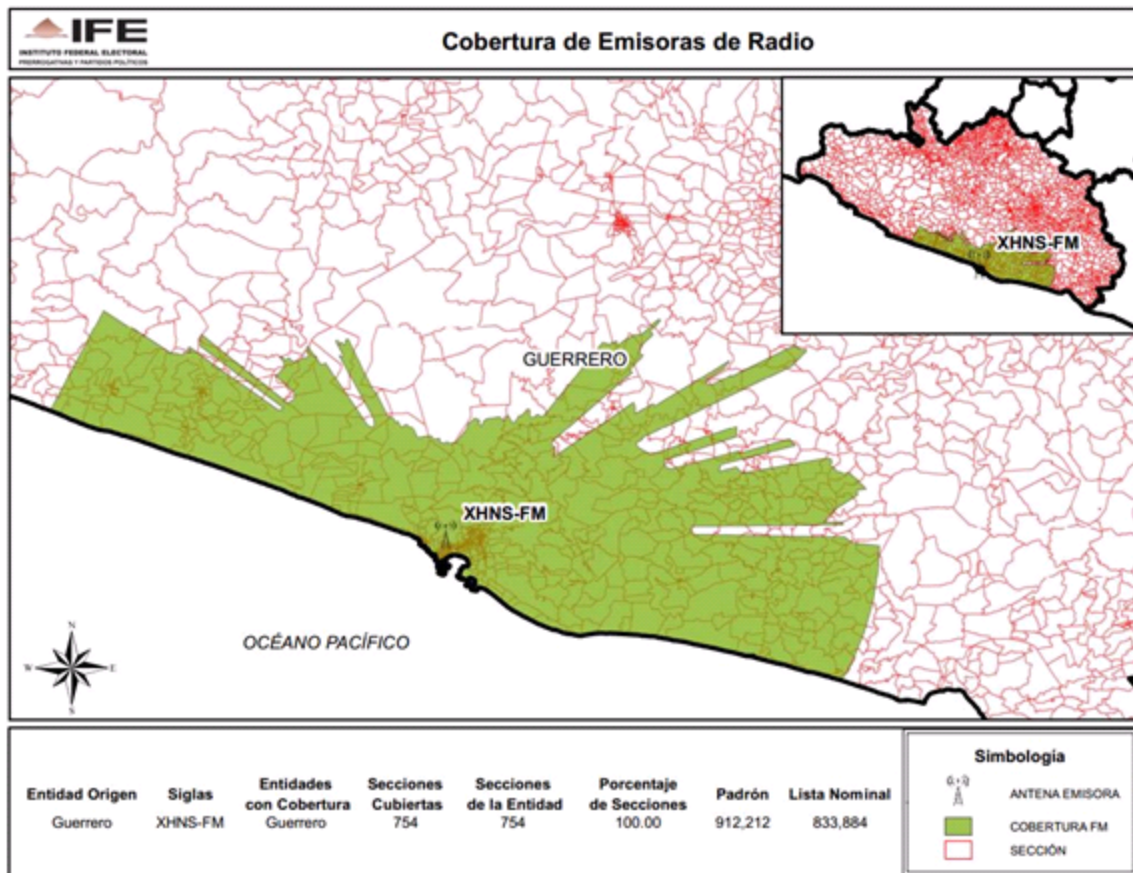 IFE
INSTITUTO FEDERAL ELECTORAL
PRERROGATIVAS Y PARTIDOS POLÍTICOS
Cobertura de Emisoras de Radio
XHNS-FM
GUERRERO
XHNS-FM
OCÉANO PACÍFICO
N
W E
S
Entidad Origen Siglas Entidades con Cobertura Secciones Cubiertas Secciones de la Entidad Porcentaje de Secciones Padrón Lista Nominal
Guerrero XHNS-FM Guerrero 754 754 100.00 912,212 833,884
Simbología
ANTENA EMISORA
COBERTURA FM
SECCIÓN